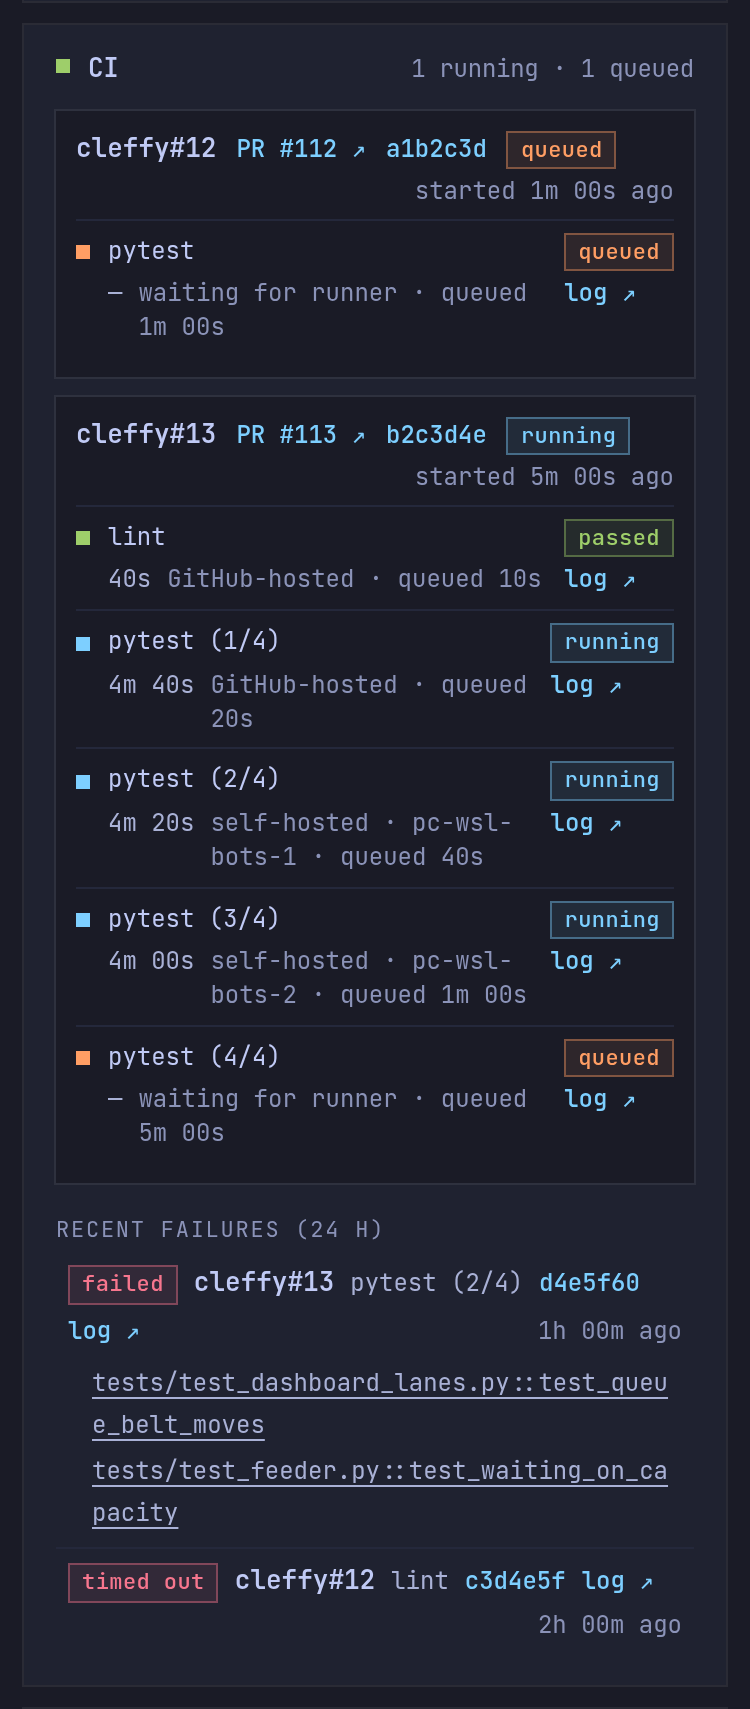 CI 1 running · 1 queued
cleffy#12 PR #112 ↗ a1b2c3d queued
started 1m 00s ago
pytest queued
— waiting for runner · queued log ↗
1m 00s
cleffy#13 PR #113 ↗ b2c3d4e running
started 5m 00s ago
lint passed
40s GitHub-hosted · queued 10s log ↗
pytest (1/4) running
4m 40s GitHub-hosted · queued log ↗
20s
pytest (2/4) running
4m 20s self-hosted · pc-wsl- log ↗
bots-1 · queued 40s
pytest (3/4) running
4m 00s self-hosted · pc-wsl- log ↗
bots-2 · queued 1m 00s
pytest (4/4) queued
— waiting for runner · queued log ↗
5m 00s
RECENT FAILURES (24 H)
failed cleffy#13 pytest (2/4) d4e5f60
log ↗ 1h 00m ago
tests/test_dashboard_lanes.py::test_queu
e_belt_moves
tests/test_feeder.py::test_waiting_on_ca
pacity
timed out cleffy#12 lint c3d4e5f log ↗
2h 00m ago